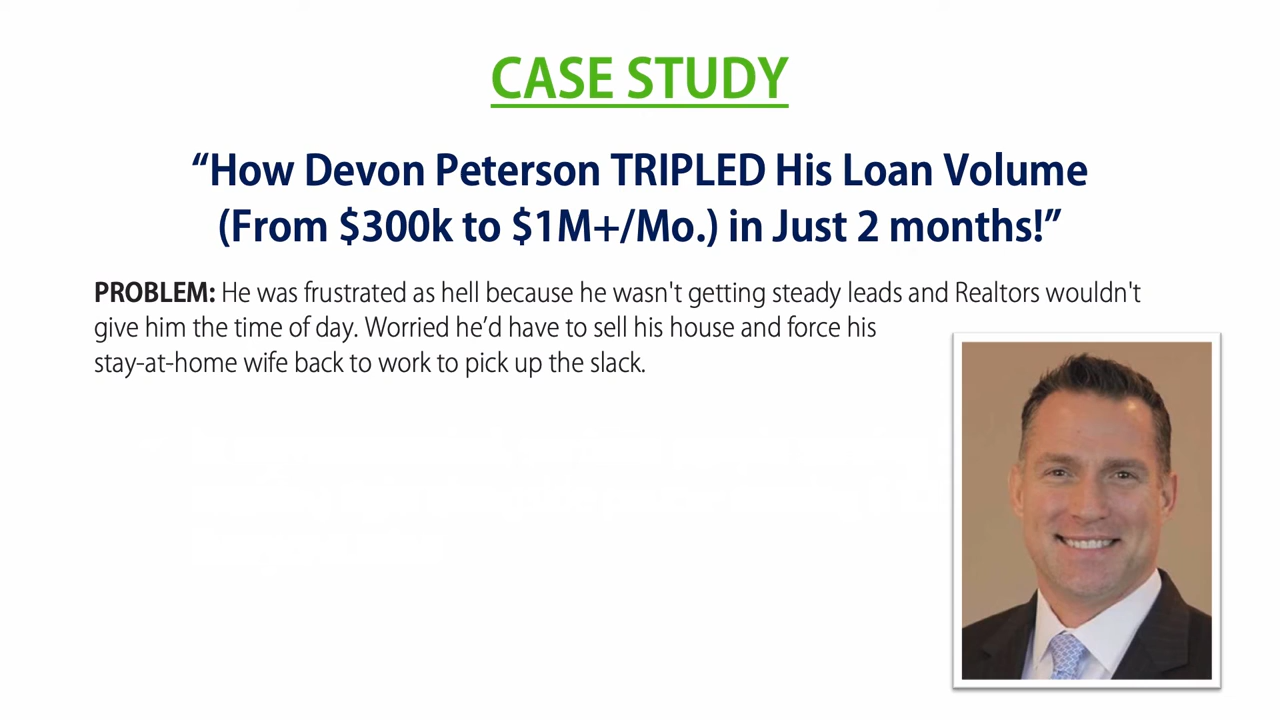 CASE STUDY
“How Devon Peterson TRIPLED His Loan Volume
(From $300k to $1M+/Mo.) in Just 2 months!”
PROBLEM: He was frustrated as hell because he wasn't getting steady leads and Realtors wouldn't
give him the time of day. Worried he’d have to sell his house and force his
stay-at-home wife back to work to pick up the slack.